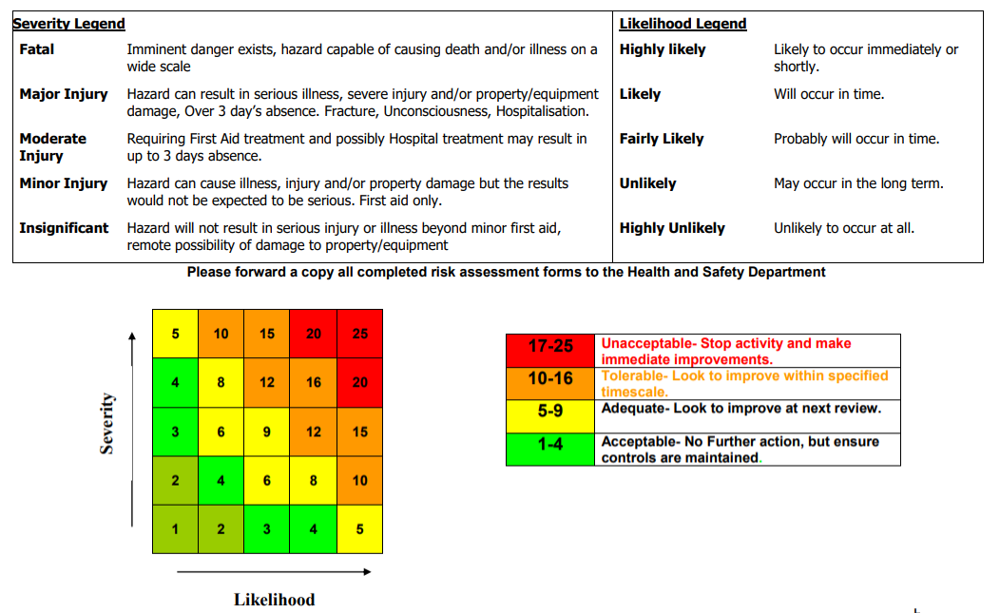 Severity Legend
Fatal Imminent danger exists, hazard capable of causing death and/or illness on a
wide scale
Major Injury Hazard can result in serious illness, severe injury and/or property/equipment
damage, Over 3 day's absence. Fracture, Unconsciousness, Hospitalisation.
Moderate Requiring First Aid treatment and possibly Hospital treatment may result in
Injury up to 3 days absence.
Minor Injury Hazard can cause illness, injury and/or property damage but the results
would not be expected to be serious. First aid only.
Insignificant Hazard will not result in serious injury or illness beyond minor first aid,
remote possibility of damage to property/equipment
Likelihood Legend
Highly likely Likely to occur immediately or
shortly.
Likely Will occur in time.
Fairly Likely Probably will occur in time.
Unlikely May occur in the long term.
Highly Unlikely Unlikely to occur at all.
Please forward a copy all completed risk assessment forms to the Health and Safety Department
Severity
5 10 15 20 25
4 8 12 16 20
3 6 9 12 15
2 4 6 8 10
1 2 3 4 5
Likelihood
17-25 Unacceptable- Stop activity and make
immediate improvements.
10-16 Tolerable- Look to improve within specified
timescale.
5-9 Adequate- Look to improve at next review.
1-4 Acceptable- No Further action, but ensure
controls are maintained.